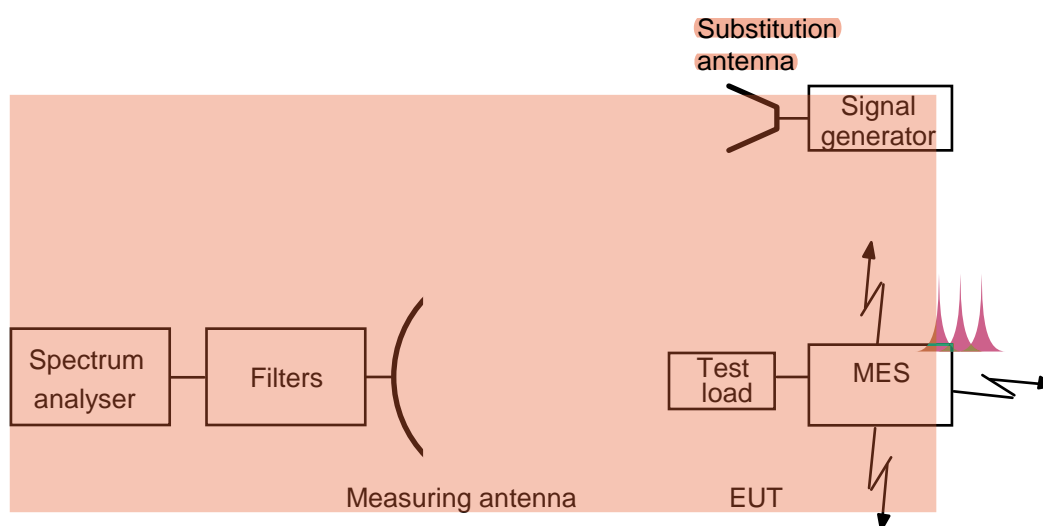 Substitution
antenna
Signal
generator
Spectrum
analyser
Filters
Test
load
MES
Measuring antenna
EUT